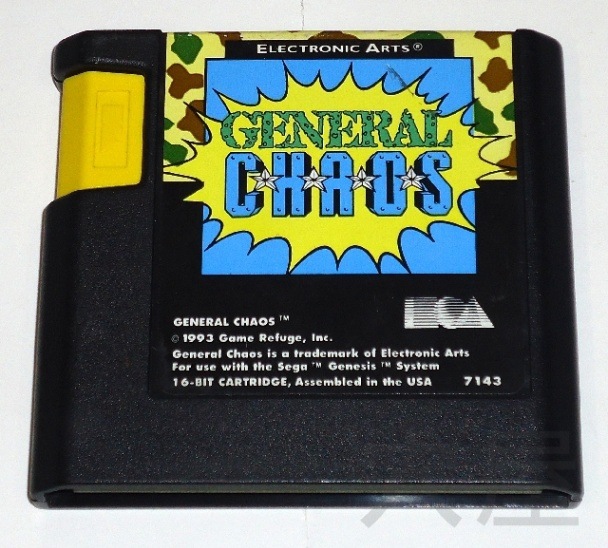 ELECTRONIC ARTS®
GENERAL
CHAOS
EA
GENERAL CHAOS™
© 1993 Game Refuge, Inc.
General Chaos is a trademark of Electronic Arts
For use with the Sega™ Genesis™ System
16-BIT CARTRIDGE, Assembled in the USA 7143